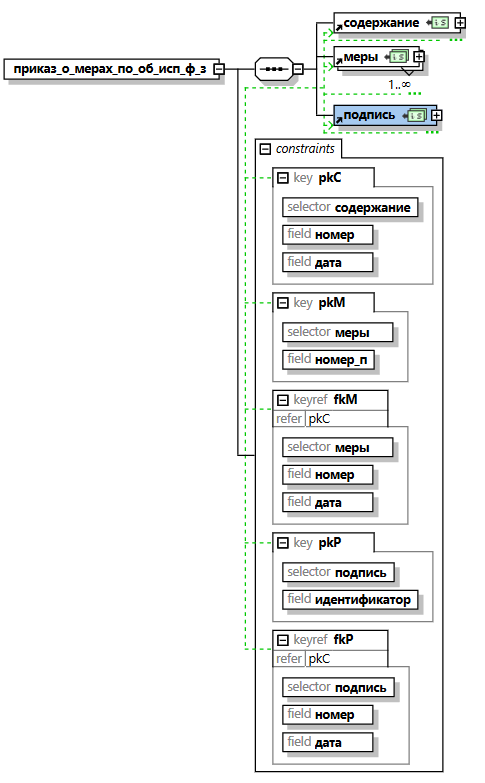 содержание
приказ_о_мерах_по_об_исп_ф_з
меры
1..∞
подпись
constraints
key pkC
selector содержание
field номер
field дата
key pkM
selector меры
field номер_п
keyref fkM
refer pkC
selector меры
field номер
field дата
key pkP
selector подпись
field идентификатор
keyref fkP
refer pkC
selector подпись
field номер
field дата